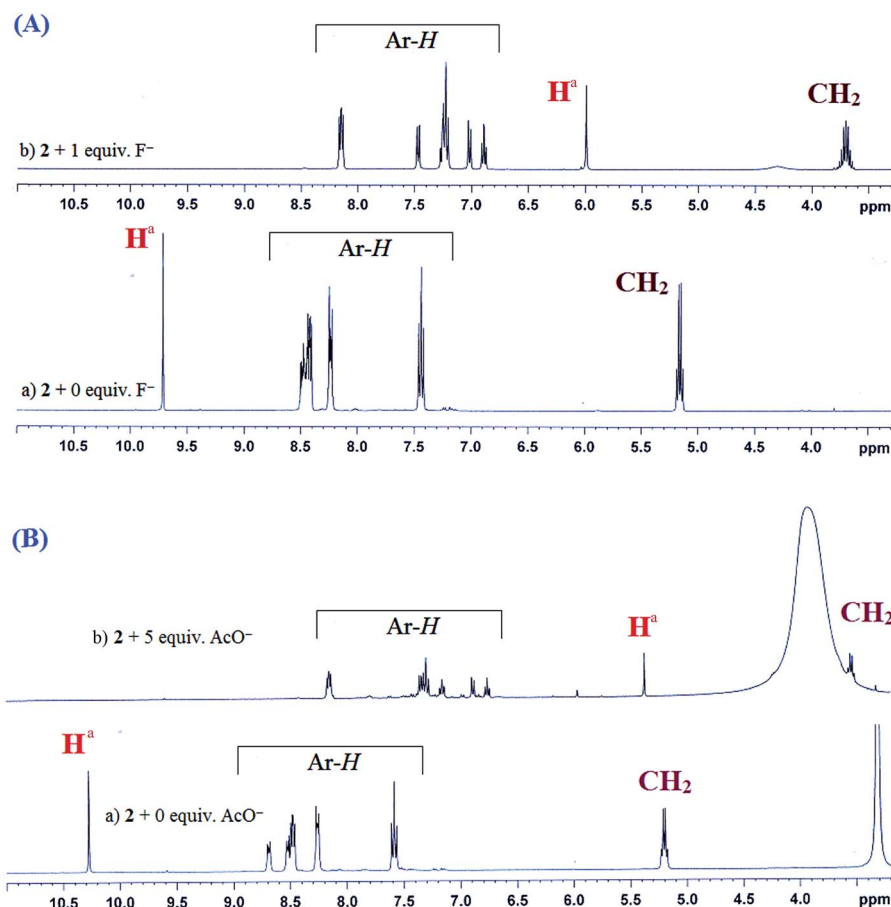 (A)
Ar-H
Hª
CH₂
b) 2 + 1 equiv. F⁻
10.5 10.0 9.5 9.0 8.5 8.0 7.5 7.0 6.5 6.0 5.5 5.0 4.5 4.0 ppm
Hª
Ar-H
CH₂
a) 2 + 0 equiv. F⁻
10.5 10.0 9.5 9.0 8.5 8.0 7.5 7.0 6.5 6.0 5.5 5.0 4.5 4.0 ppm
(B)
b) 2 + 5 equiv. AcO⁻
Ar-H
Hª
CH₂
Hª
Ar-H
CH₂
a) 2 + 0 equiv. AcO⁻
10.5 10.0 9.5 9.0 8.5 8.0 7.5 7.0 6.5 6.0 5.5 5.0 4.5 4.0 ppm